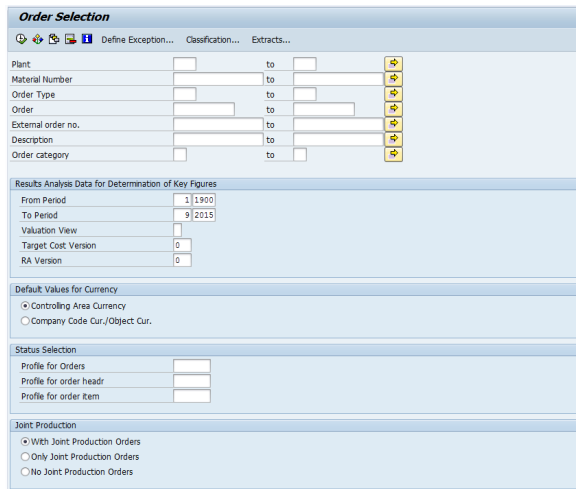 Order Selection
Define Exception... Classification... Extracts...
Plant to
Material Number to
Order Type to
Order to
External order no. to
Description to
Order category to
Results Analysis Data for Determination of Key Figures
From Period 1 1900
To Period 9 2015
Valuation View
Target Cost Version 0
RA Version 0
Default Values for Currency
Controlling Area Currency
Company Code Cur./Object Cur.
Status Selection
Profile for Orders
Profile for order headr
Profile for order item
Joint Production
With Joint Production Orders
Only Joint Production Orders
No Joint Production Orders